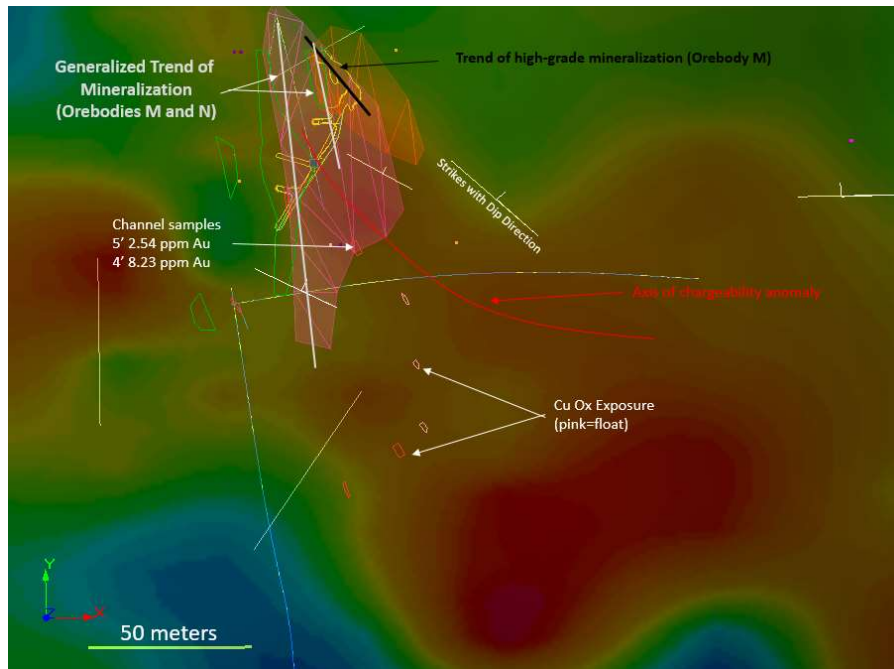 Generalized Trend of
Mineralization
(Orebodies M and N)
Trend of high-grade mineralization (Orebody M)
Strikes with Dip Direction
Channel samples
5’ 2.54 ppm Au
4’ 8.23 ppm Au
Axis of chargeability anomaly
Cu Ox Exposure
(pink=float)
Y
Z
X
50 meters